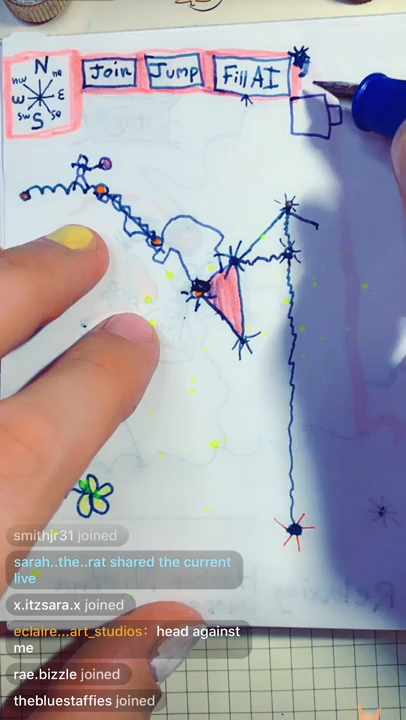 N
nw ne
W E
sw se
S
Join
Jump
Fill AI
smithjr31 joined
sarah..the..rat shared the current
live
x.itzsara.x joined
eclaire...art_studios: head against
me
rae.bizzle joined
thebluestaffies joined